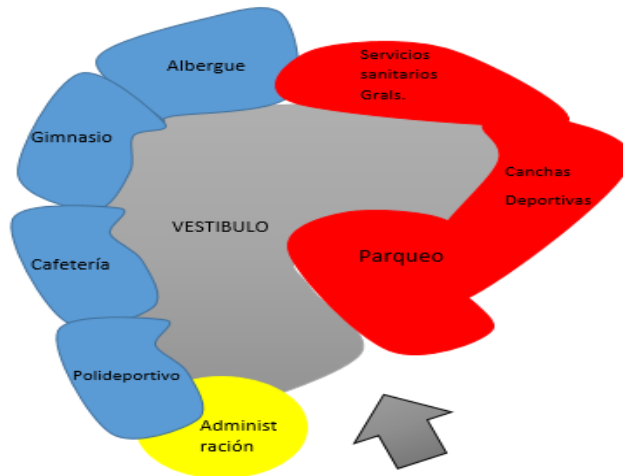 Albergue
Servicios
sanitarios
Grals.
Gimnasio
Canchas
Deportivas
VESTIBULO
Parqueo
Cafetería
Polideportivo
Administ
ración